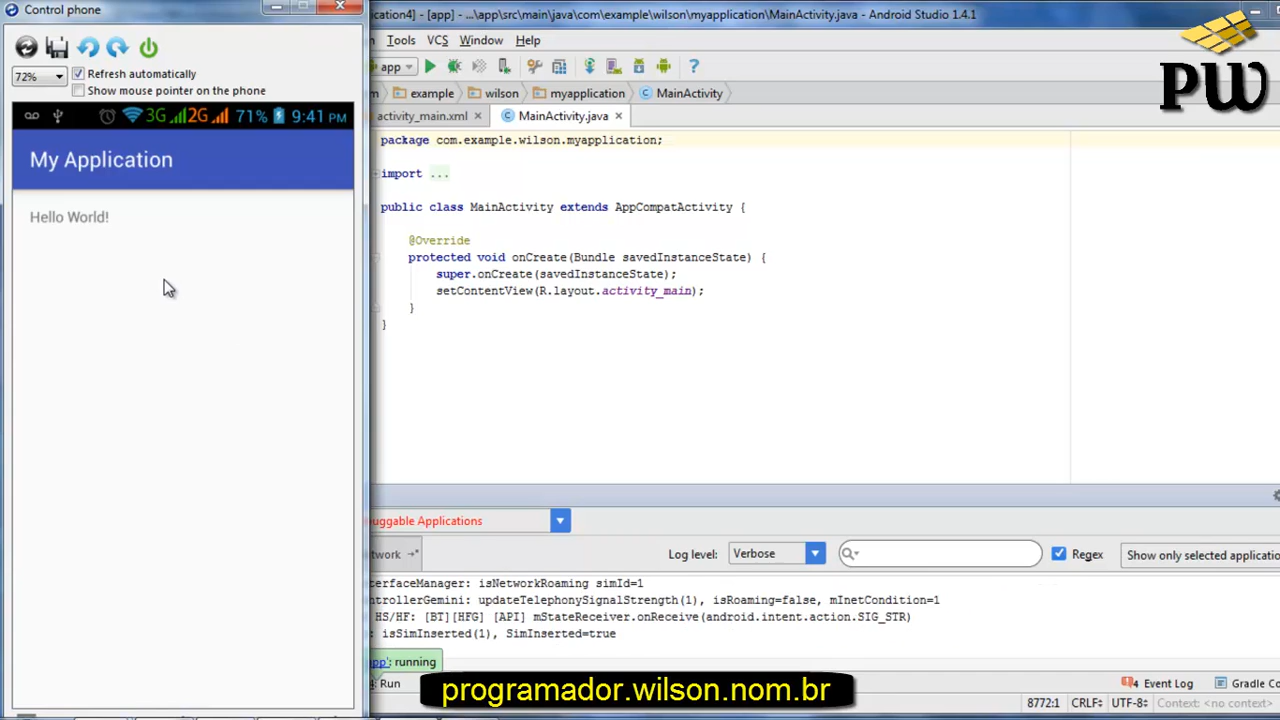 Control phone
72%
Refresh automatically
Show mouse pointer on the phone
3G 2G 71% 9:41 PM
My Application
Hello World!
ication4] - [app] - ...\app\src\main\java\com\example\wilson\myapplication\MainActivity.java - Android Studio 1.4.1
Tools VCS Window Help
app
example wilson myapplication MainActivity
activity_main.xml MainActivity.java
package com.example.wilson.myapplication;
import ...
public class MainActivity extends AppCompatActivity {
@Override
protected void onCreate(Bundle savedInstanceState) {
super.onCreate(savedInstanceState);
setContentView(R.layout.activity_main);
}
}
PW
uggable Applications
twork
Log level: Verbose Regex Show only selected applicatio
terfaceManager: isNetworkRoaming simId=1
ntrollerGemini: updateTelephonySignalStrength(1), isRoaming=false, mInetCondition=1
HS/HF: [BT][HFG] [API] mStateReceiver.onReceive(android.intent.action.SIG_STR)
: isSimInserted(1), SimInserted=true
pp': running
Run
4 Event Log Gradle Co
programador.wilson.nom.br
8772:1 CRLF÷ UTF-8÷ Context: <no context>